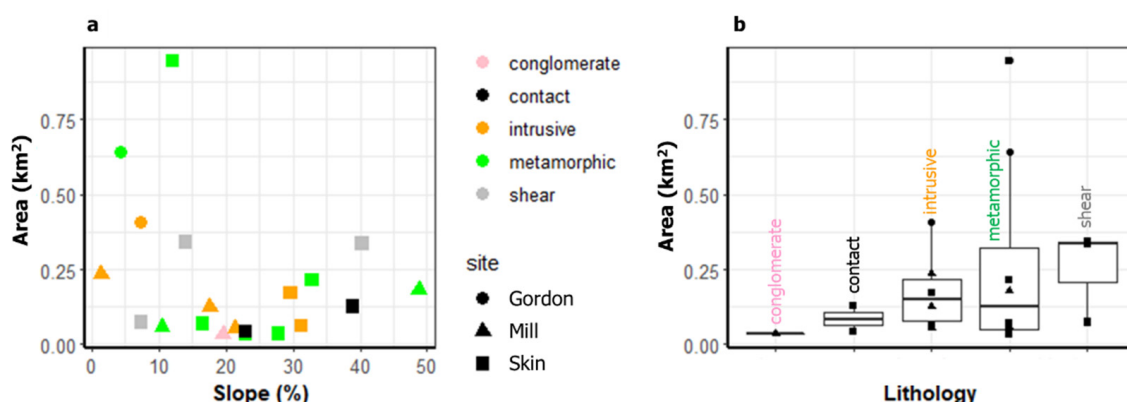 a
Area (km²)
0.75
0.50
0.25
0.00
0
10
20
30
40
50
Slope (%)
conglomerate
contact
intrusive
metamorphic
shear
site
Gordon
Mill
Skin
b
Area (km²)
0.75
0.50
0.25
0.00
conglomerate
contact
intrusive
metamorphic
shear
Lithology